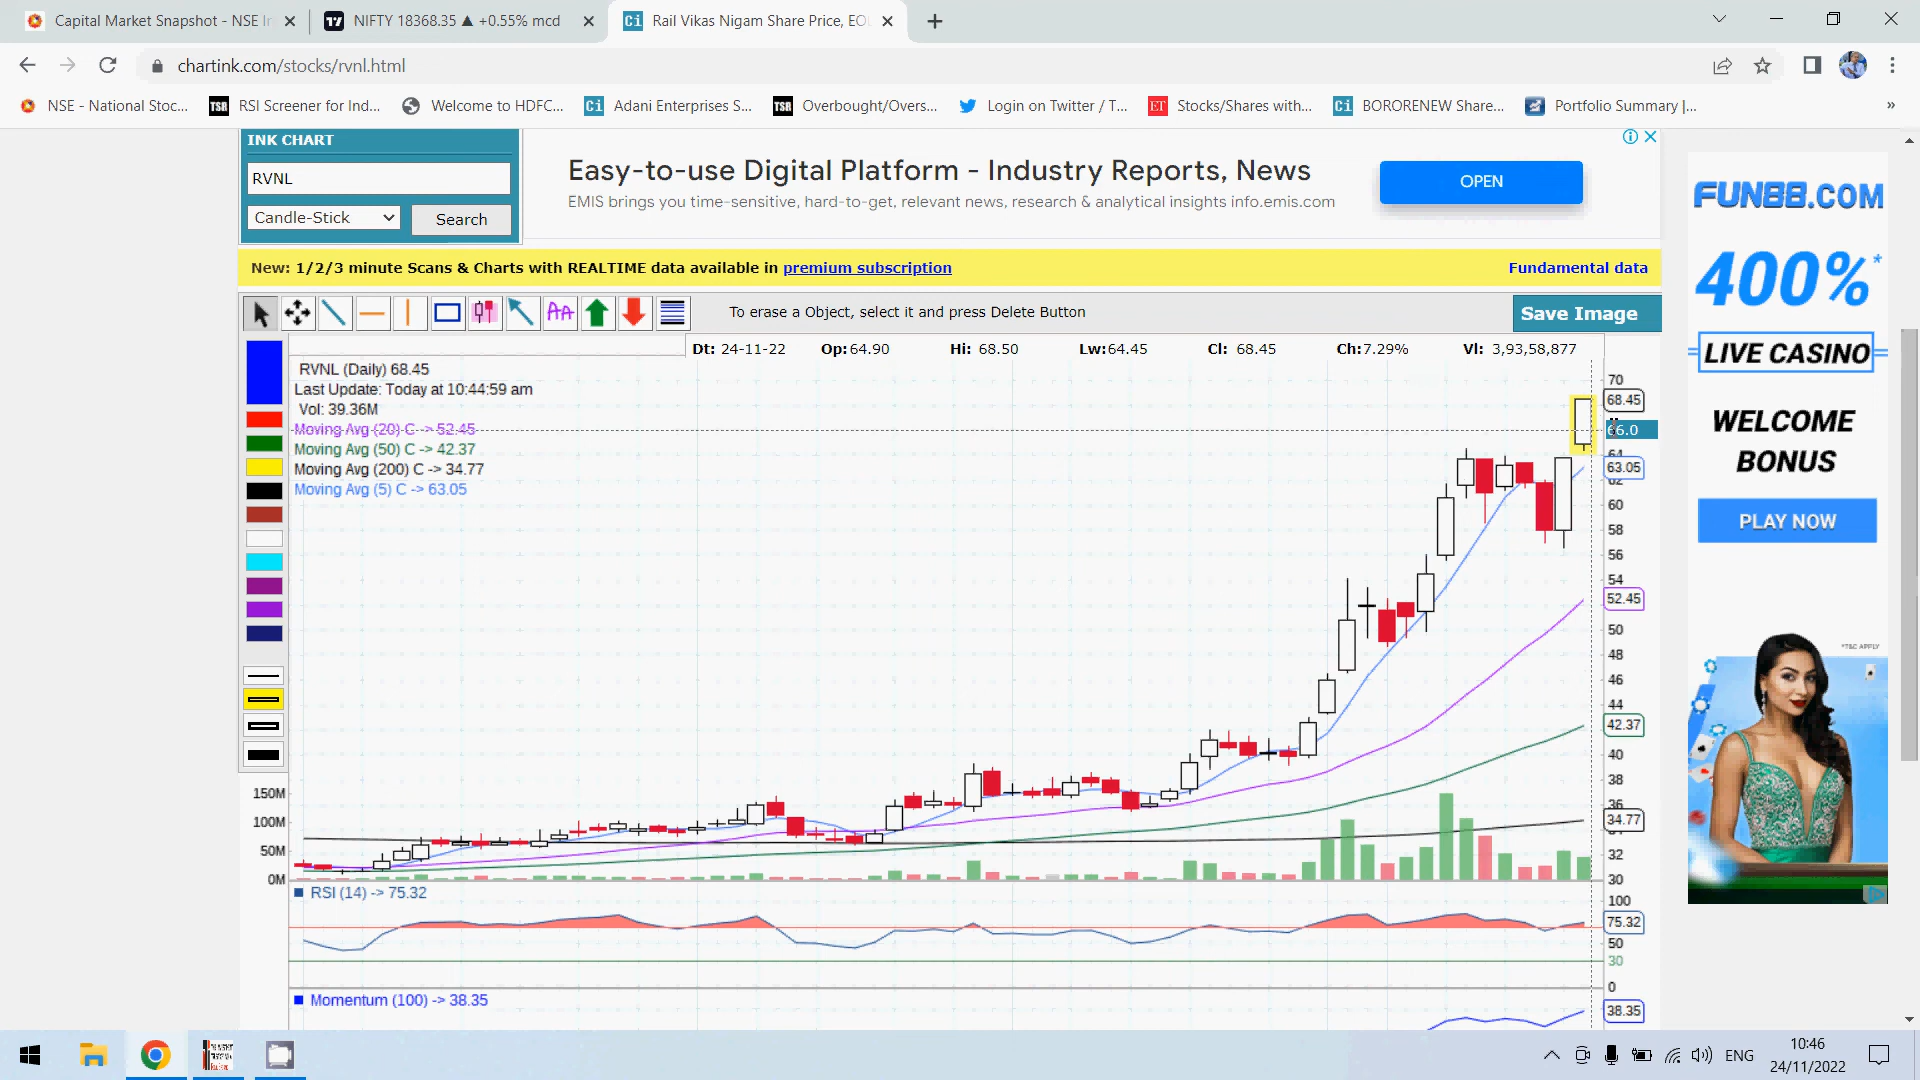 Capital Market Snapshot - NSE In
NIFTY 18368.35 ▲ +0.55% mcd
Rail Vikas Nigam Share Price, EOD
chartink.com/stocks/rvnl.html
NSE - National Stoc...
RSI Screener for Ind...
Welcome to HDFC...
Adani Enterprises S...
Overbought/Overs...
Login on Twitter / T...
Stocks/Shares with...
BORORENEW Share...
Portfolio Summary |...
»
INK CHART
RVNL
Candle-Stick
Search
Easy-to-use Digital Platform - Industry Reports, News
EMIS brings you time-sensitive, hard-to-get, relevant news, research & analytical insights info.emis.com
OPEN
New: 1/2/3 minute Scans & Charts with REALTIME data available in premium subscription
Fundamental data
AA
To erase a Object, select it and press Delete Button
Save Image
Dt: 24-11-22 Op:64.90 Hi: 68.50 Lw:64.45 Cl: 68.45 Ch:7.29% Vl: 3,93,58,877
RVNL (Daily) 68.45
Last Update: Today at 10:44:59 am
Vol: 39.36M
Moving Avg (20) C -> 52.45
Moving Avg (50) C -> 42.37
Moving Avg (200) C -> 34.77
Moving Avg (5) C -> 63.05
70
68.45
66.0
64
63.05
62
60
58
56
54
52.45
50
48
46
44
42.37
40
38
36
34.77
32
30
150M
100M
50M
0M
RSI (14) -> 75.32
100
75.32
50
30
0
Momentum (100) -> 38.35
38.35
FUN88.COM
400%*
LIVE CASINO
WELCOME
BONUS
PLAY NOW
*T&C APPLY
ENG
10:46
24/11/2022